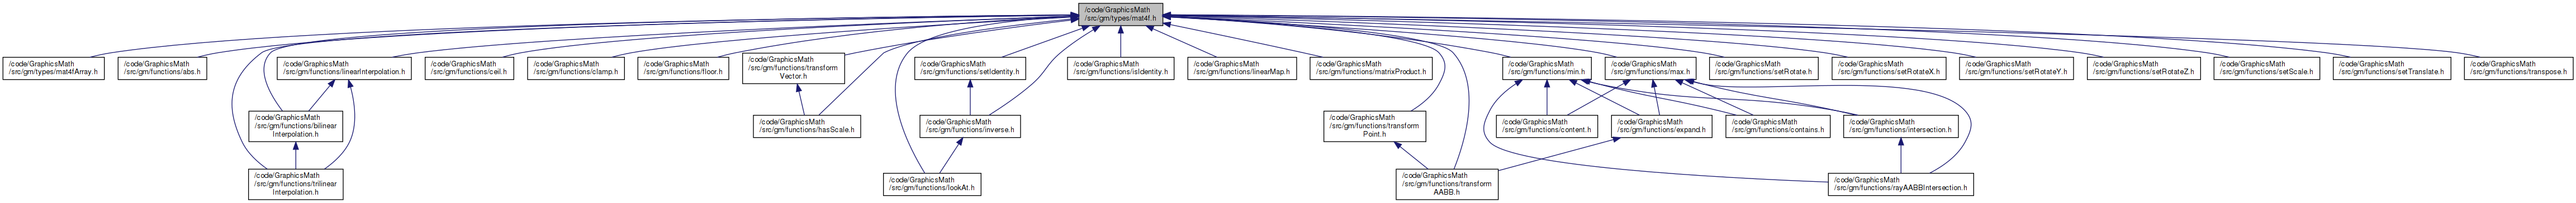 /code/GraphicsMath
/src/gm/types/mat4f.h
/code/GraphicsMath
/src/gm/types/mat4fArray.h
/code/GraphicsMath
/src/gm/functions/abs.h
/code/GraphicsMath
/src/gm/functions/linearInterpolation.h
/code/GraphicsMath
/src/gm/functions/ceil.h
/code/GraphicsMath
/src/gm/functions/clamp.h
/code/GraphicsMath
/src/gm/functions/floor.h
/code/GraphicsMath
/src/gm/functions/transform
Vector.h
/code/GraphicsMath
/src/gm/functions/setIdentity.h
/code/GraphicsMath
/src/gm/functions/isIdentity.h
/code/GraphicsMath
/src/gm/functions/linearMap.h
/code/GraphicsMath
/src/gm/functions/matrixProduct.h
/code/GraphicsMath
/src/gm/functions/min.h
/code/GraphicsMath
/src/gm/functions/max.h
/code/GraphicsMath
/src/gm/functions/setRotate.h
/code/GraphicsMath
/src/gm/functions/setRotateX.h
/code/GraphicsMath
/src/gm/functions/setRotateY.h
/code/GraphicsMath
/src/gm/functions/setRotateZ.h
/code/GraphicsMath
/src/gm/functions/setScale.h
/code/GraphicsMath
/src/gm/functions/setTranslate.h
/code/GraphicsMath
/src/gm/functions/transpose.h
/code/GraphicsMath
/src/gm/functions/bilinear
Interpolation.h
/code/GraphicsMath
/src/gm/functions/hasScale.h
/code/GraphicsMath
/src/gm/functions/inverse.h
/code/GraphicsMath
/src/gm/functions/transform
Point.h
/code/GraphicsMath
/src/gm/functions/content.h
/code/GraphicsMath
/src/gm/functions/expand.h
/code/GraphicsMath
/src/gm/functions/contains.h
/code/GraphicsMath
/src/gm/functions/intersection.h
/code/GraphicsMath
/src/gm/functions/trilinear
Interpolation.h
/code/GraphicsMath
/src/gm/functions/lookAt.h
/code/GraphicsMath
/src/gm/functions/transform
AABB.h
/code/GraphicsMath
/src/gm/functions/rayAABBIntersection.h